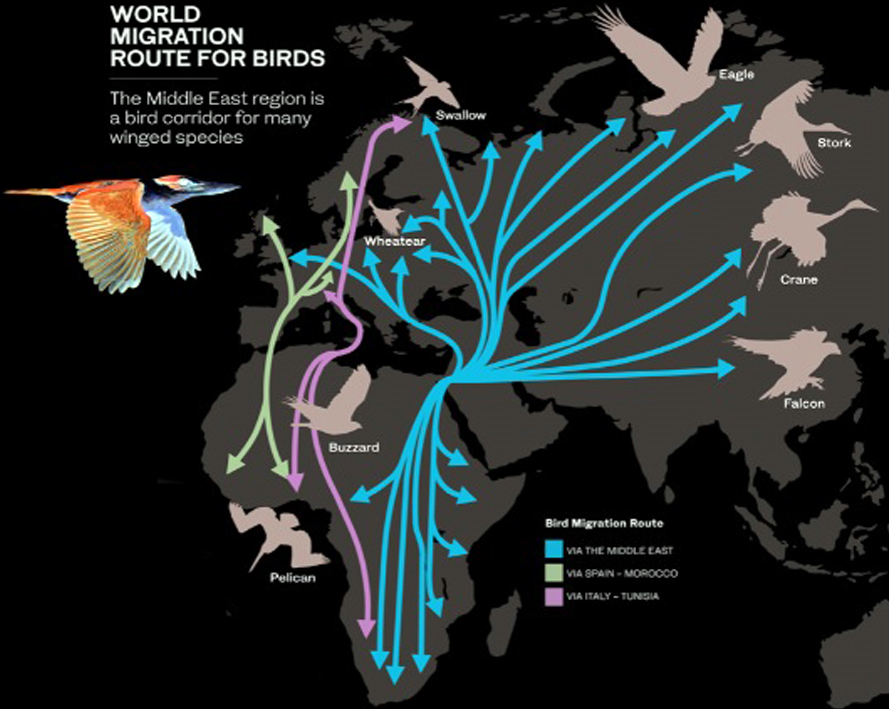 WORLD
MIGRATION
ROUTE FOR BIRDS
The Middle East region is
a bird corridor for many
winged species
Eagle
Swallow
Stork
Wheatear
Crane
Falcon
Buzzard
Bird Migration Route
VIA THE MIDDLE EAST
VIA SPAIN – MOROCCO
VIA ITALY – TUNISIA
Pelican